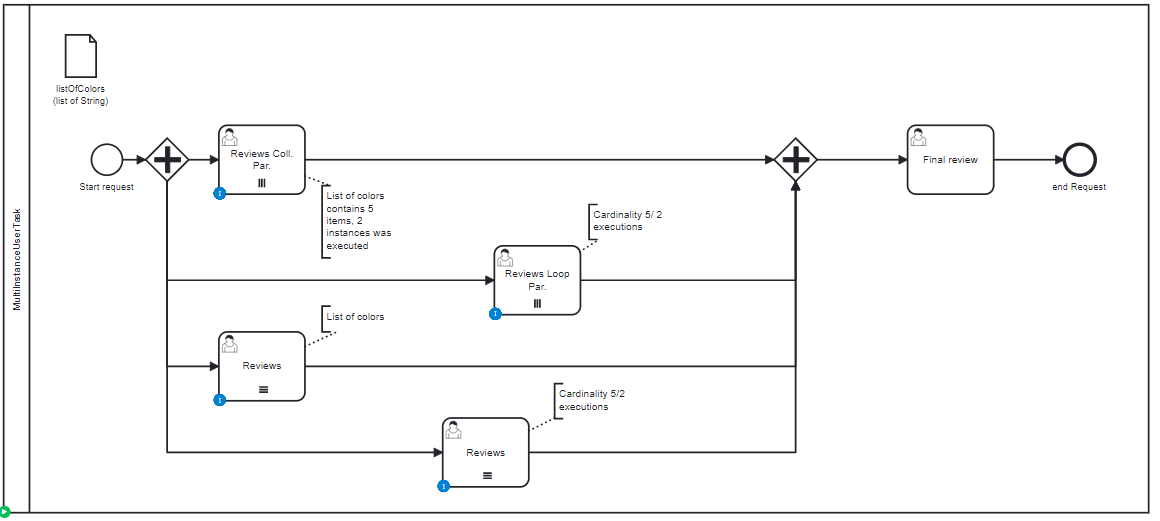 listOfColors
(list of String)
Start request
MultiInstanceUserTask
Reviews Coll.
Par.
List of colors
contains 5
items, 2
instances was
executed
Cardinality 5/ 2
executions
Reviews Loop
Par.
Final review
end Request
List of colors
Reviews
Cardinality 5/2
executions
Reviews